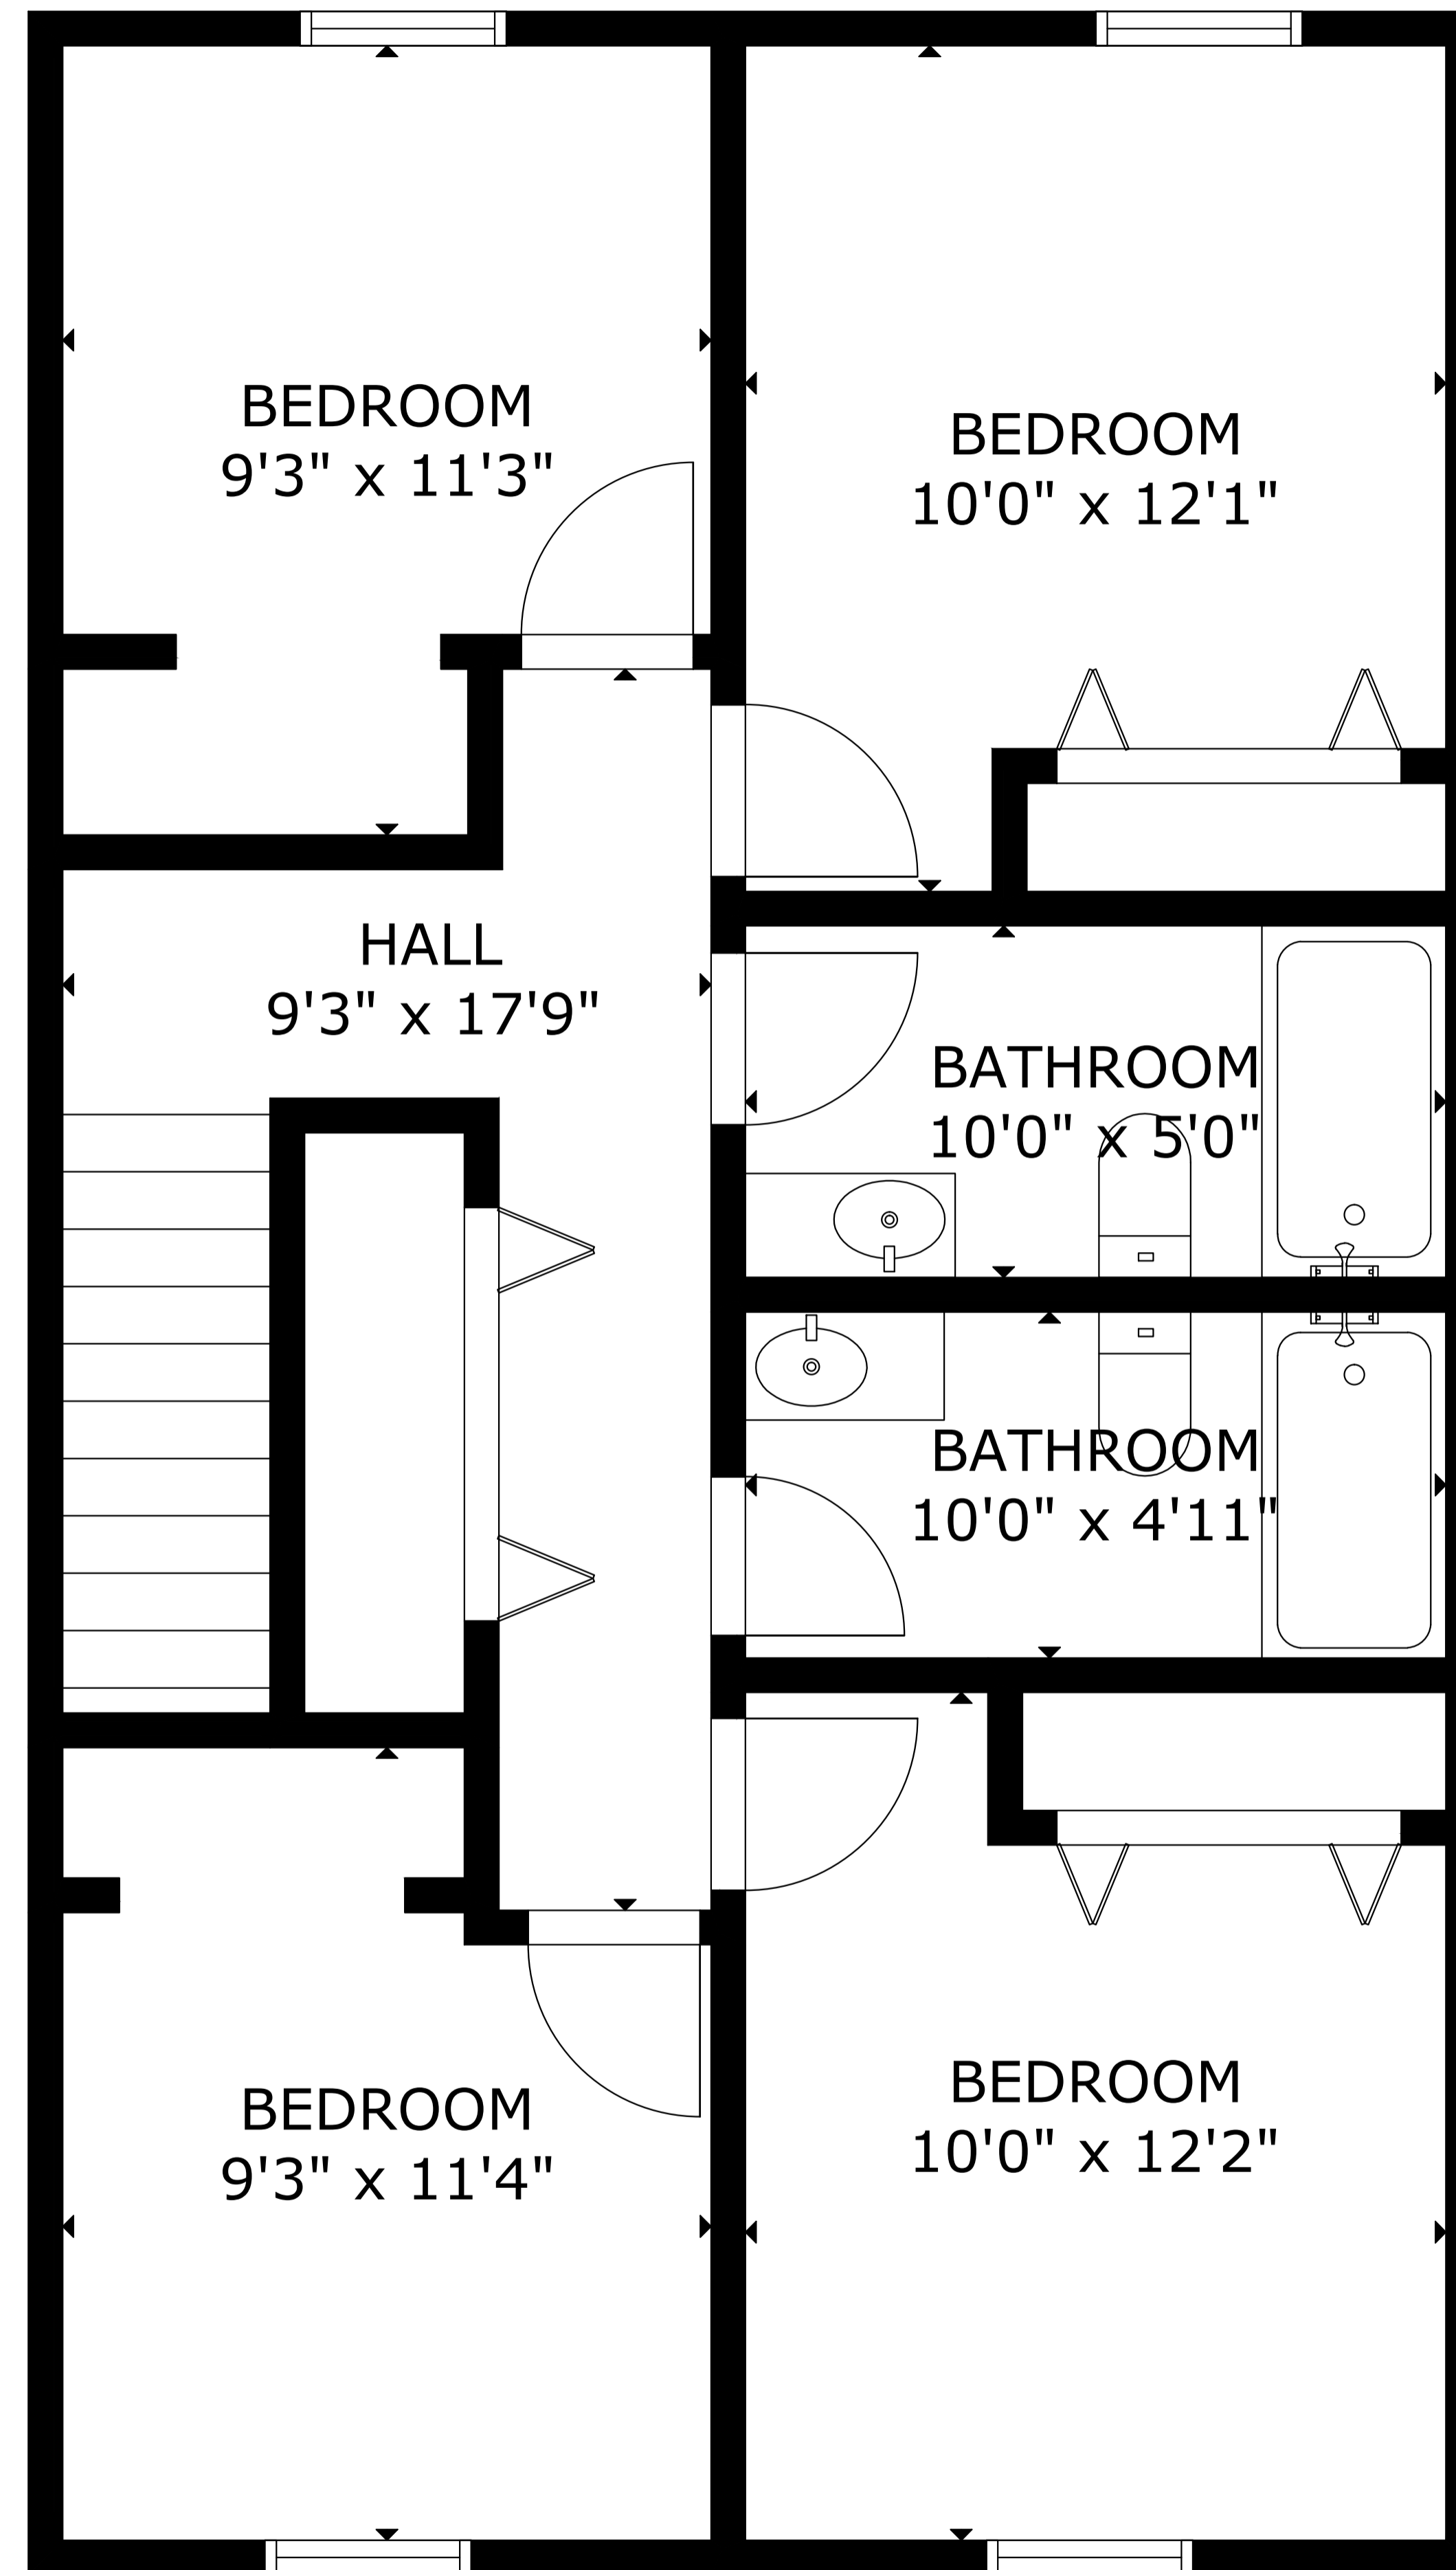 BEDROOM
9'3" x 11'3"
BEDROOM
10'0" x 12'1"
HALL
9'3" x 17'9"
BATHROOM
10'0" x 5'0"
BATHROOM
10'0" x 4'11"
BEDROOM
9'3" x 11'4"
BEDROOM
10'0" x 12'2"